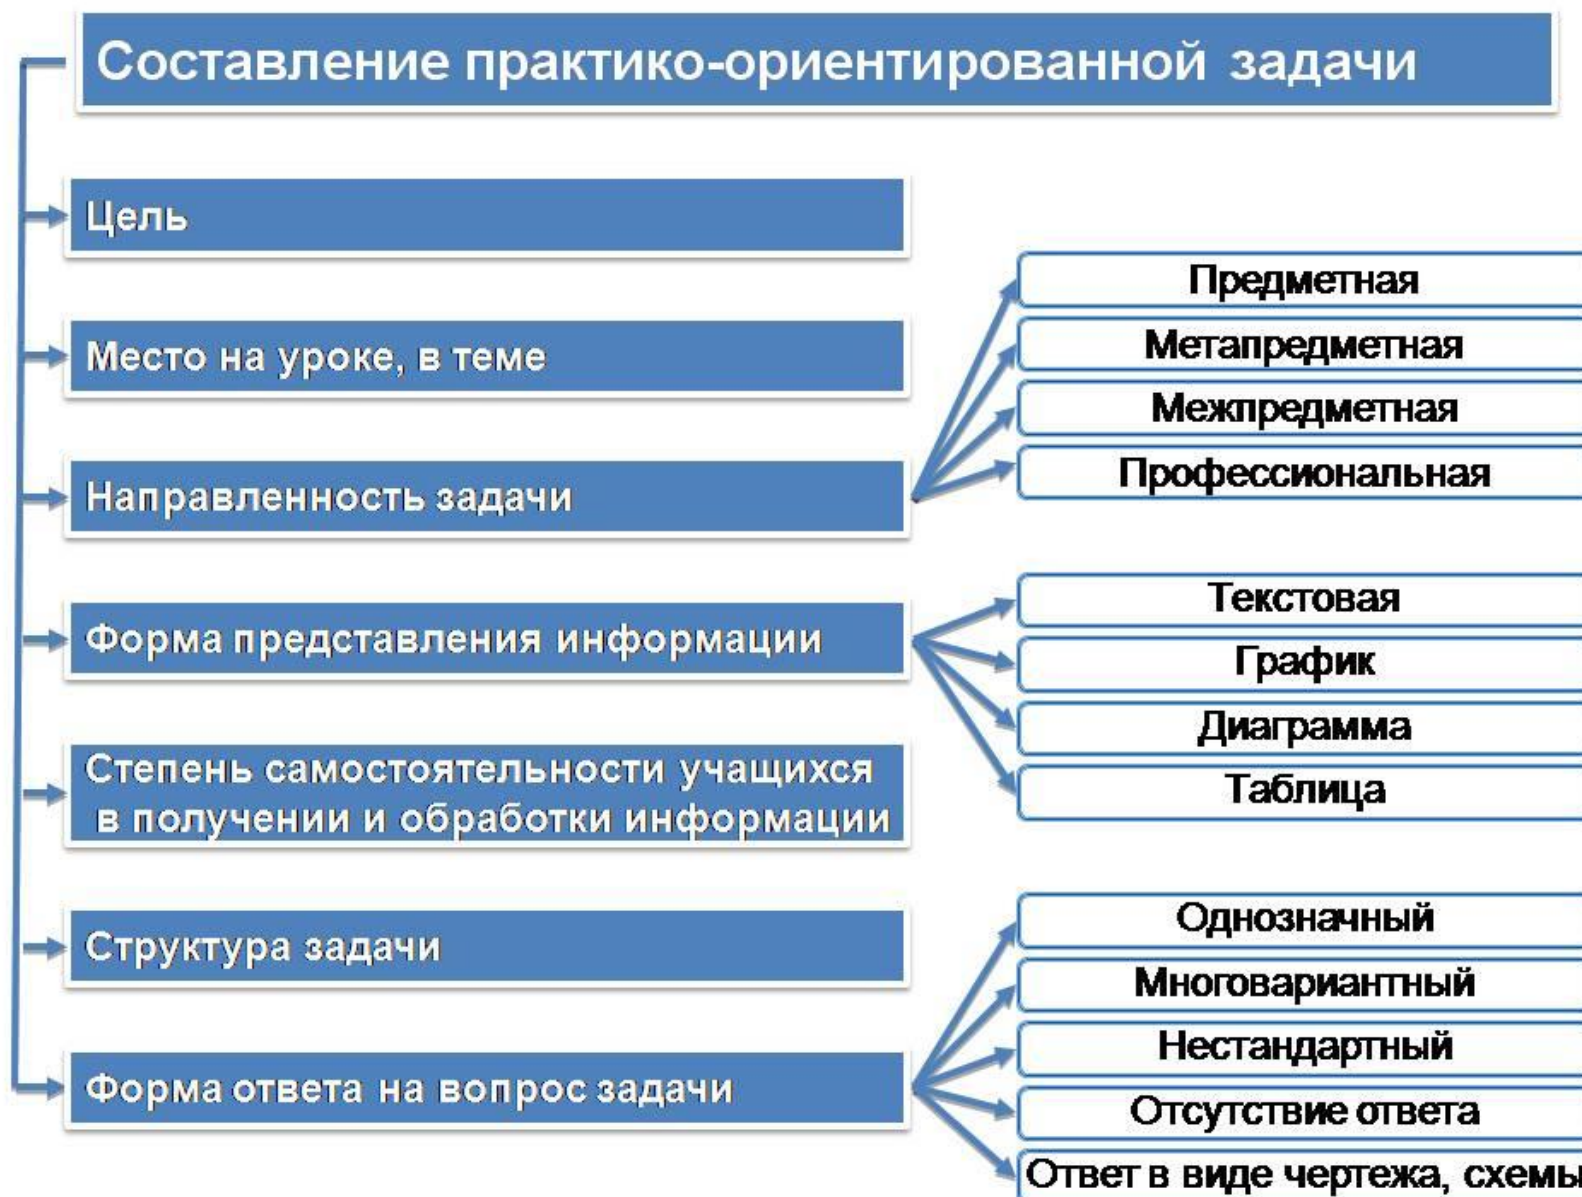 Составление практико-ориентированной задачи
Цель
Место на уроке, в теме
Направленность задачи
Предметная
Метапредметная
Межпредметная
Профессиональная
Форма представления информации
Текстовая
График
Диаграмма
Таблица
Степень самостоятельности учащихся
в получении и обработки информации
Структура задачи
Форма ответа на вопрос задачи
Однозначный
Многовариантный
Нестандартный
Отсутствие ответа
Ответ в виде чертежа, схемы